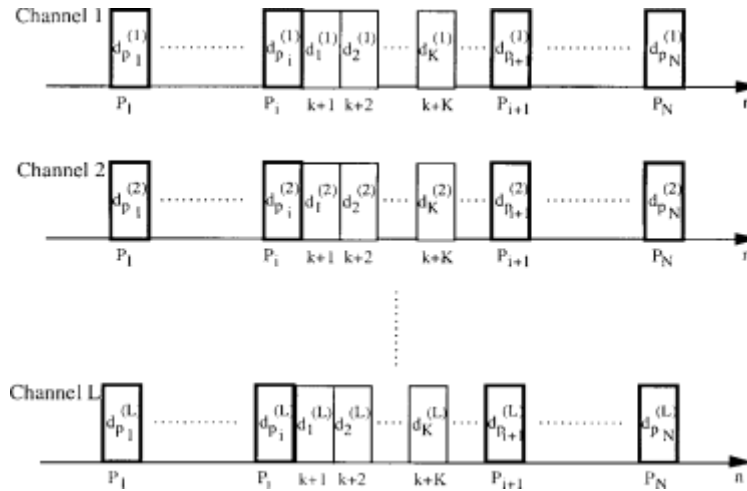 Channel 1
d_{p_1}^{(1)} ........ d_{p_i}^{(1)} d_1^{(1)} d_2^{(1)} .... d_K^{(1)} .... d_{p_{i+1}}^{(1)} ........ d_{p_N}^{(1)}
P_1 P_i k+1 k+2 k+K P_{i+1} P_N
Channel 2
d_{p_1}^{(2)} ........ d_{p_i}^{(2)} d_1^{(2)} d_2^{(2)} .... d_K^{(2)} .... d_{p_{i+1}}^{(2)} ........ d_{p_N}^{(2)}
P_1 P_i k+1 k+2 k+K P_{i+1} P_N
Channel L
d_{p_1}^{(L)} ........ d_{p_i}^{(L)} d_1^{(L)} d_2^{(L)} .... d_K^{(L)} .... d_{p_{i+1}}^{(L)} ........ d_{p_N}^{(L)}
P_1 P_i k+1 k+2 k+K P_{i+1} P_N n